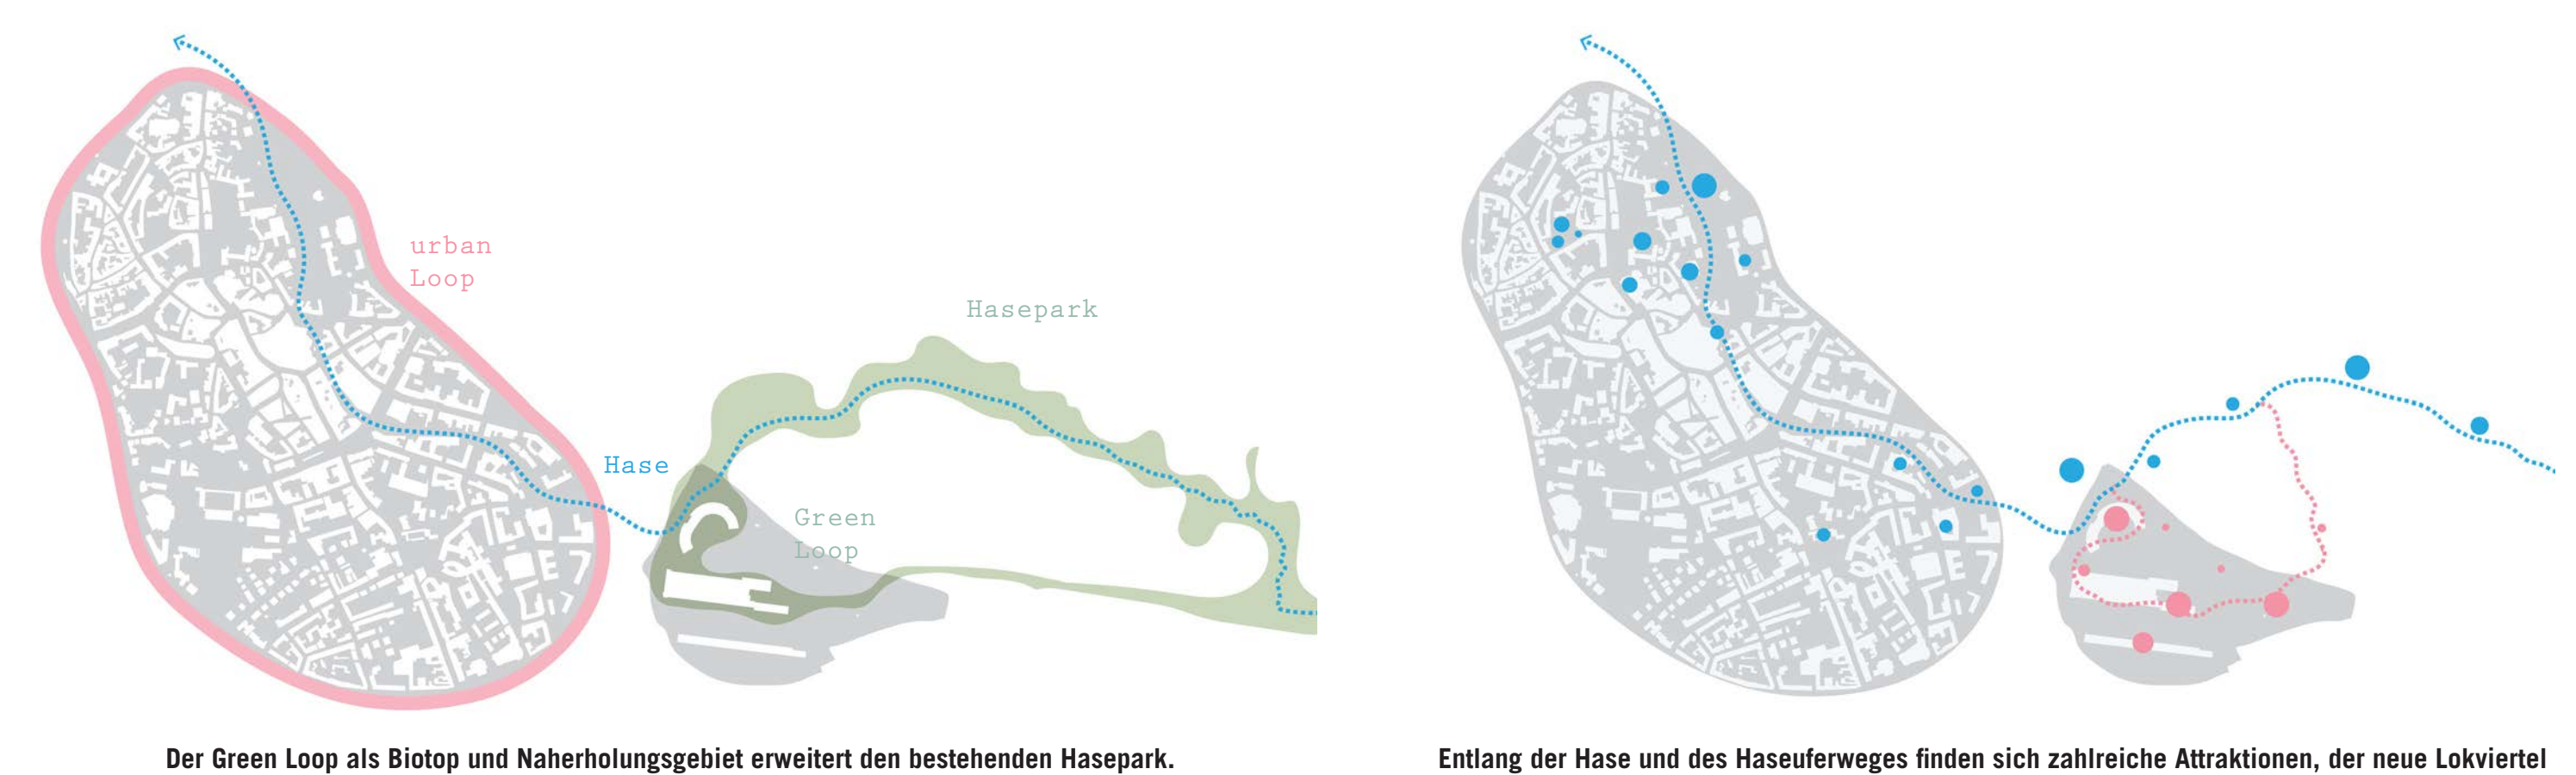 urban
Loop
Hasepark
Hase
Green
Loop
Der Green Loop als Biotop und Naherholungsgebiet erweitert den bestehenden Hasepark.
Entlang der Hase und des Haseuferweges finden sich zahlreiche Attraktionen, der neue Lokviertel